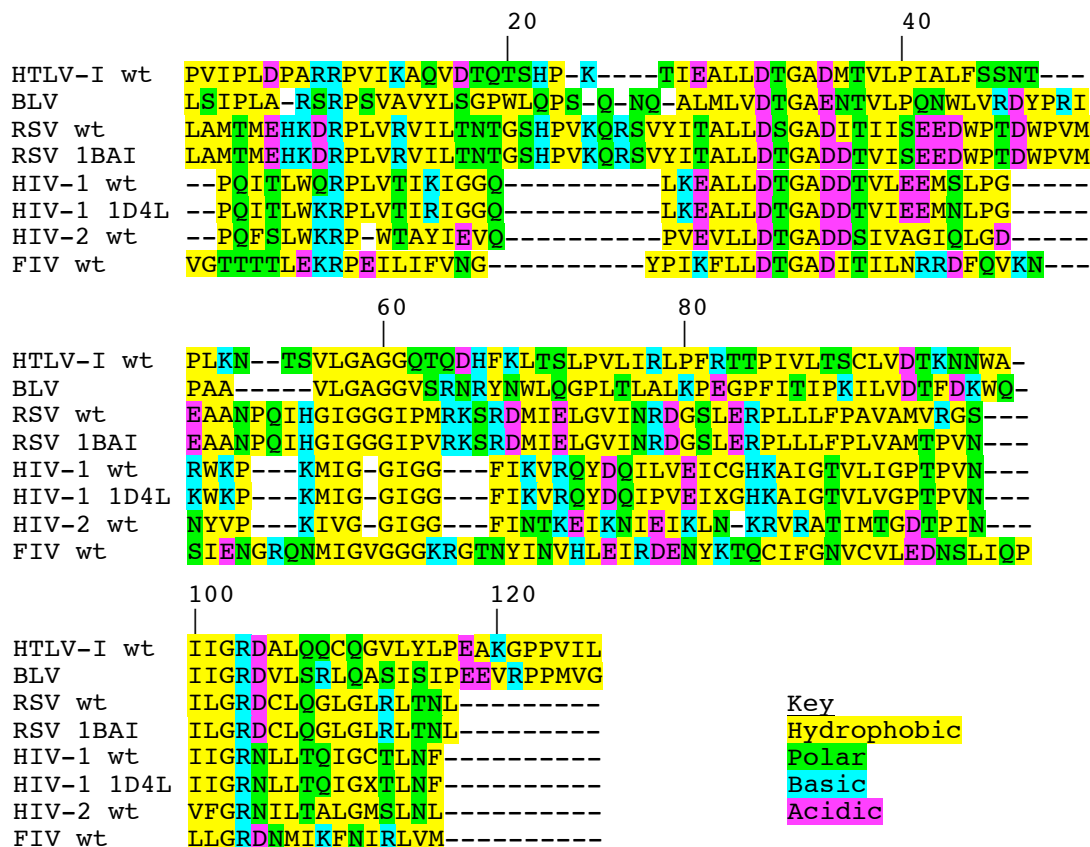 20 40
HTLV-I wt PVIPLDPARRPVIKAQVDTQTSHP-K----TIEALLDTGADMTVLPIALFSSNT---
BLV LSIPLA-RSRPSVAVYLSGPWLQPS-Q-NQ-ALMLVDTGAENTVLPQNWLVRDYPRI
RSV wt LAMTMEHKDRPLVRVILTNTGSHPVKQRSVYITALLDSGADITIISEEDWPTDWPVM
RSV 1BAI LAMTMEHKDRPLVRVILTNTGSHPVKQRSVYITALLDTGADDTVISEEDWPTDWPVM
HIV-1 wt --PQITLWQRPLVTIKIGGQ----------LKEALLDTGADDTVLEEMSLPG-----
HIV-1 1D4L --PQITLWKRPLVTIRIGGQ----------LKEALLDTGADDTVIEEMNLPG-----
HIV-2 wt --PQFSLWKRP-WTAYIEVQ----------PVEVLLDTGADDSIVAGIQLGD-----
FIV wt VGTTTTLEKRPEILIFVNG----------YPIKFLLDTGADITILNRRDFQVKN---
60 80
HTLV-I wt PLKN--TSVLGAGGQTQDHFKLTSLPVLIRLPFRTTPIVLTSCLVDTKNNWA-
BLV PAA-----VLGAGGVSRNRYNWLQGPLTLALKPEGPFITIPKILVDTFDKWQ-
RSV wt EAANPQIHGIGGGIPMRKSRDMIELGVINRDGSLERPLLLFPAVAMVRGS---
RSV 1BAI EAANPQIHGIGGGIPVRKSRDMIELGVINRDGSLERPLLLFPLVAMTPVN---
HIV-1 wt RWKP---KMIG-GIGG---FIKVRQYDQILVEICGHKAIGTVLIGPTPVN---
HIV-1 1D4L KWKP---KMIG-GIGG---FIKVRQYDQIPVEIXGHKAIGTVLVGPTPVN---
HIV-2 wt NYVP---KIVG-GIGG---FINTKEIKNIEIKLN-KRVRATIMTGDTPIN---
FIV wt SIENGRQNMIGVGGGKRGTNYINVHLEIRDENYKTQCIFGNVCVLEDNSLIQP
100 120
HTLV-I wt IIGRDALQQCQGVLYLPEAKGPPVIL
BLV IIGRDVLSRLQASISIPEEVRPPMVG
RSV wt ILGRDCLQGLGLRLTNL---------
RSV 1BAI ILGRDCLQGLGLRLTNL---------
HIV-1 wt IIGRNLLTQIGCTLNF----------
HIV-1 1D4L IIGRNLLTQIGXTLNF----------
HIV-2 wt VFGRNILTALGMSLNL----------
FIV wt LLGRDNMIKFNIRLVM----------
Key
Hydrophobic
Polar
Basic
Acidic